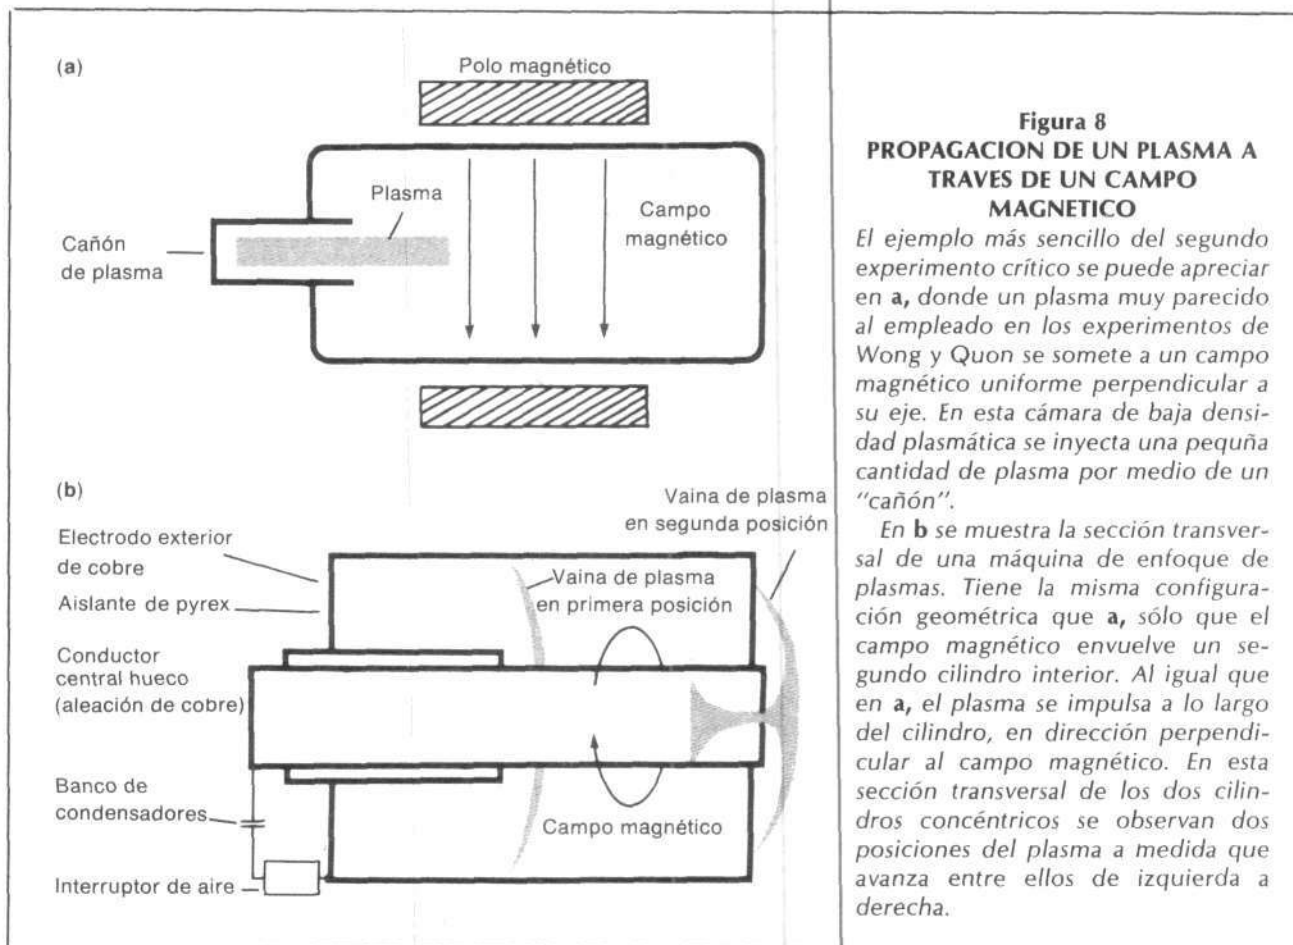 (a)
Polo magnético
Plasma
Campo
magnético
Cañón
de plasma
(b)
Vaina de plasma
en segunda posición
Electrodo exterior
de cobre
Vaina de plasma
en primera posición
Aislante de pyrex
Conductor
central hueco
(aleación de cobre)
Banco de
condensadores
Campo magnético
Interruptor de aire
Figura 8
PROPAGACION DE UN PLASMA A
TRAVES DE UN CAMPO
MAGNETICO
El ejemplo más sencillo del segundo
experimento crítico se puede apreciar
en a, donde un plasma muy parecido
al empleado en los experimentos de
Wong y Quon se somete a un campo
magnético uniforme perpendicular a
su eje. En esta cámara de baja densi-
dad plasmática se inyecta una pequña
cantidad de plasma por medio de un
"cañón".
En b se muestra la sección transver-
sal de una máquina de enfoque de
plasmas. Tiene la misma configura-
ción geométrica que a, sólo que el
campo magnético envuelve un se-
gundo cilindro interior. Al igual que
en a, el plasma se impulsa a lo largo
del cilindro, en dirección perpendi-
cular al campo magnético. En esta
sección transversal de los dos cilin-
dros concéntricos se observan dos
posiciones del plasma a medida que
avanza entre ellos de izquierda a
derecha.